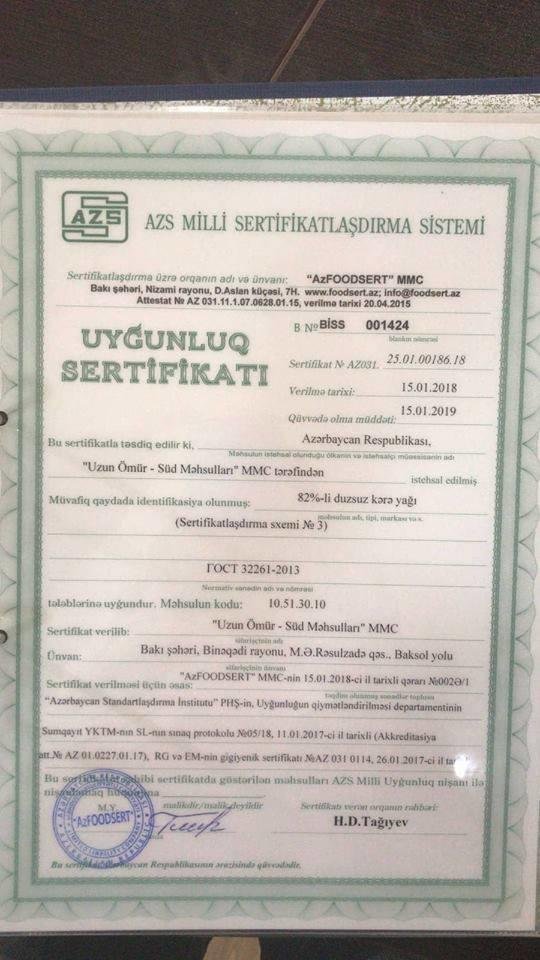 AZS
AZS MİLLİ SERTİFİKATLAŞDIRMA SİSTEMİ
Sertifikatlaşdırma üzrə orqanın adı və ünvanı: "AzFOODSERT" MMC
Bakı şəhəri, Nizami rayonu, D.Aslan küçəsi, 7H. www.foodsert.az; info@foodsert.az
Attestat № AZ 031.11.1.07.0628.01.15, verilmə tarixi 20.04.2015
B №BİSS 001424
blankın nömrəsi
UYĞUNLUQ
SERTİFİKATI
Sertifikat № AZ031. 25.01.00186.18
Verilmə tarixi: 15.01.2018
Qüvvədə olma müddəti: 15.01.2019
Bu sertifikatla təsdiq edilir ki, Azərbaycan Respublikası,
Məhsulun istehsal olunduğu ölkənin və istehsalçı müəssisənin adı
"Uzun Ömür - Süd Məhsulları" MMC tərəfindən istehsal edilmiş
Müvafiq qaydada identifikasiya olunmuş: 82%-li duzsuz kərə yağı
məhsulun adı, tipi, markası və s.
(Sertifikatlaşdırma sxemi № 3)
ГОСТ 32261-2013
Normativ sənədin adı və nömrəsi
tələblərinə uyğundur. Məhsulun kodu: 10.51.30.10
Sertifikat verilib: "Uzun Ömür - Süd Məhsulları" MMC
sifarişçinin adı
Ünvan: Bakı şəhəri, Binəqədi rayonu, M.Ə.Rəsulzadə qəs., Baksol yolu
sifarişçinin ünvanı
Sertifikat verilməsi üçün əsas: "AzFOODSERT" MMC-nin 15.01.2018-ci il tarixli qərarı №002Ə/1
təqdim olunmuş sənədlər toplusu
"Azərbaycan Standartlaşdırma İnstitutu" PHŞ-in, Uyğunluğun qiymətləndirilməsi departamentinin
Sumqayıt YKTM-nın SL-nın sınaq protokolu №05/18, 11.01.2017-ci il (Akkreditasiya
att.№ AZ 01.0227.01.17), RG və EM-nin gigiyenik sertifikatı №AZ 031 0114, 26.01.2017-ci il
Bu sertifikatda göstərilən məhsulları AZS Milli Uyğunluq nişanı ilə
nişanlamaq hüququna malikdir/malik deyildir
M.Y.
AzFOODSERT
Sertifikatı verən orqanın rəhbəri:
H.D.Tağıyev
Bu sertifikat Azərbaycan Respublikasının ərazisində qüvvədədir.